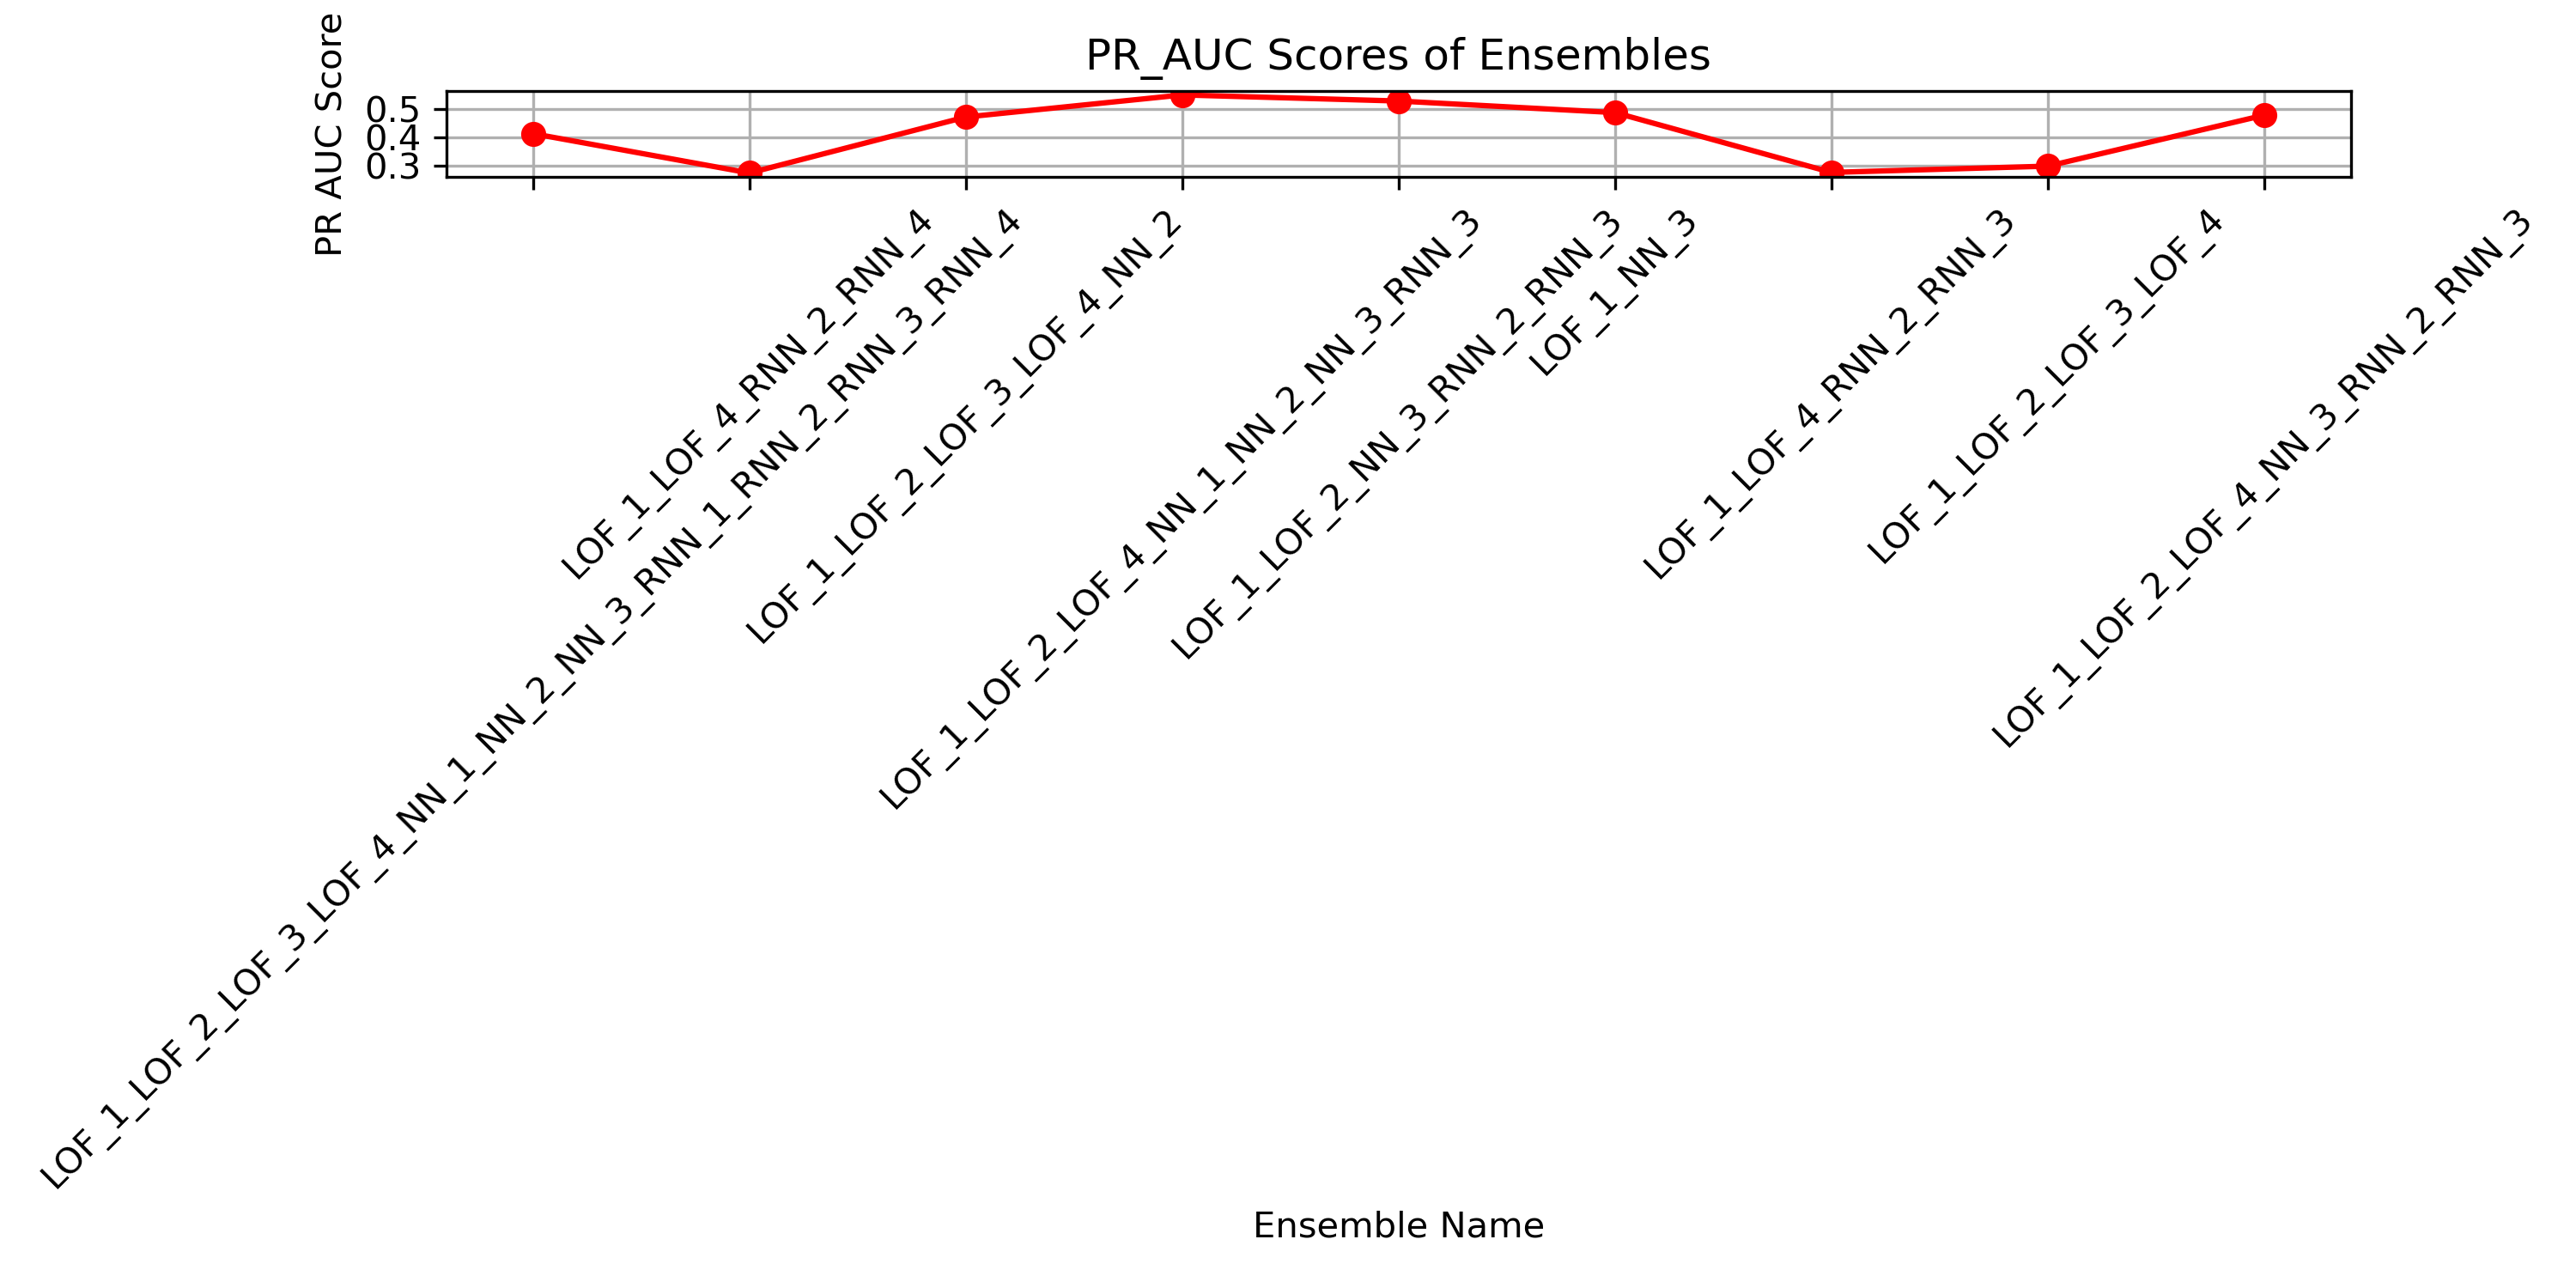 PR_AUC Scores of Ensembles
PR AUC Score
0.5
0.4
0.3
LOF_1_LOF_4_RNN_2_RNN_4
LOF_1_LOF_2_LOF_3_LOF_4_NN_1_NN_2_NN_3_RNN_1_RNN_2_RNN_3_RNN_4
LOF_1_LOF_2_LOF_3_LOF_4_NN_2
LOF_1_LOF_2_LOF_4_NN_1_NN_2_NN_3_RNN_3
LOF_1_LOF_2_NN_3_RNN_2_RNN_3
LOF_1_NN_3
LOF_1_LOF_4_RNN_2_RNN_3
LOF_1_LOF_2_LOF_3_LOF_4
LOF_1_LOF_2_LOF_4_NN_3_RNN_2_RNN_3
Ensemble Name